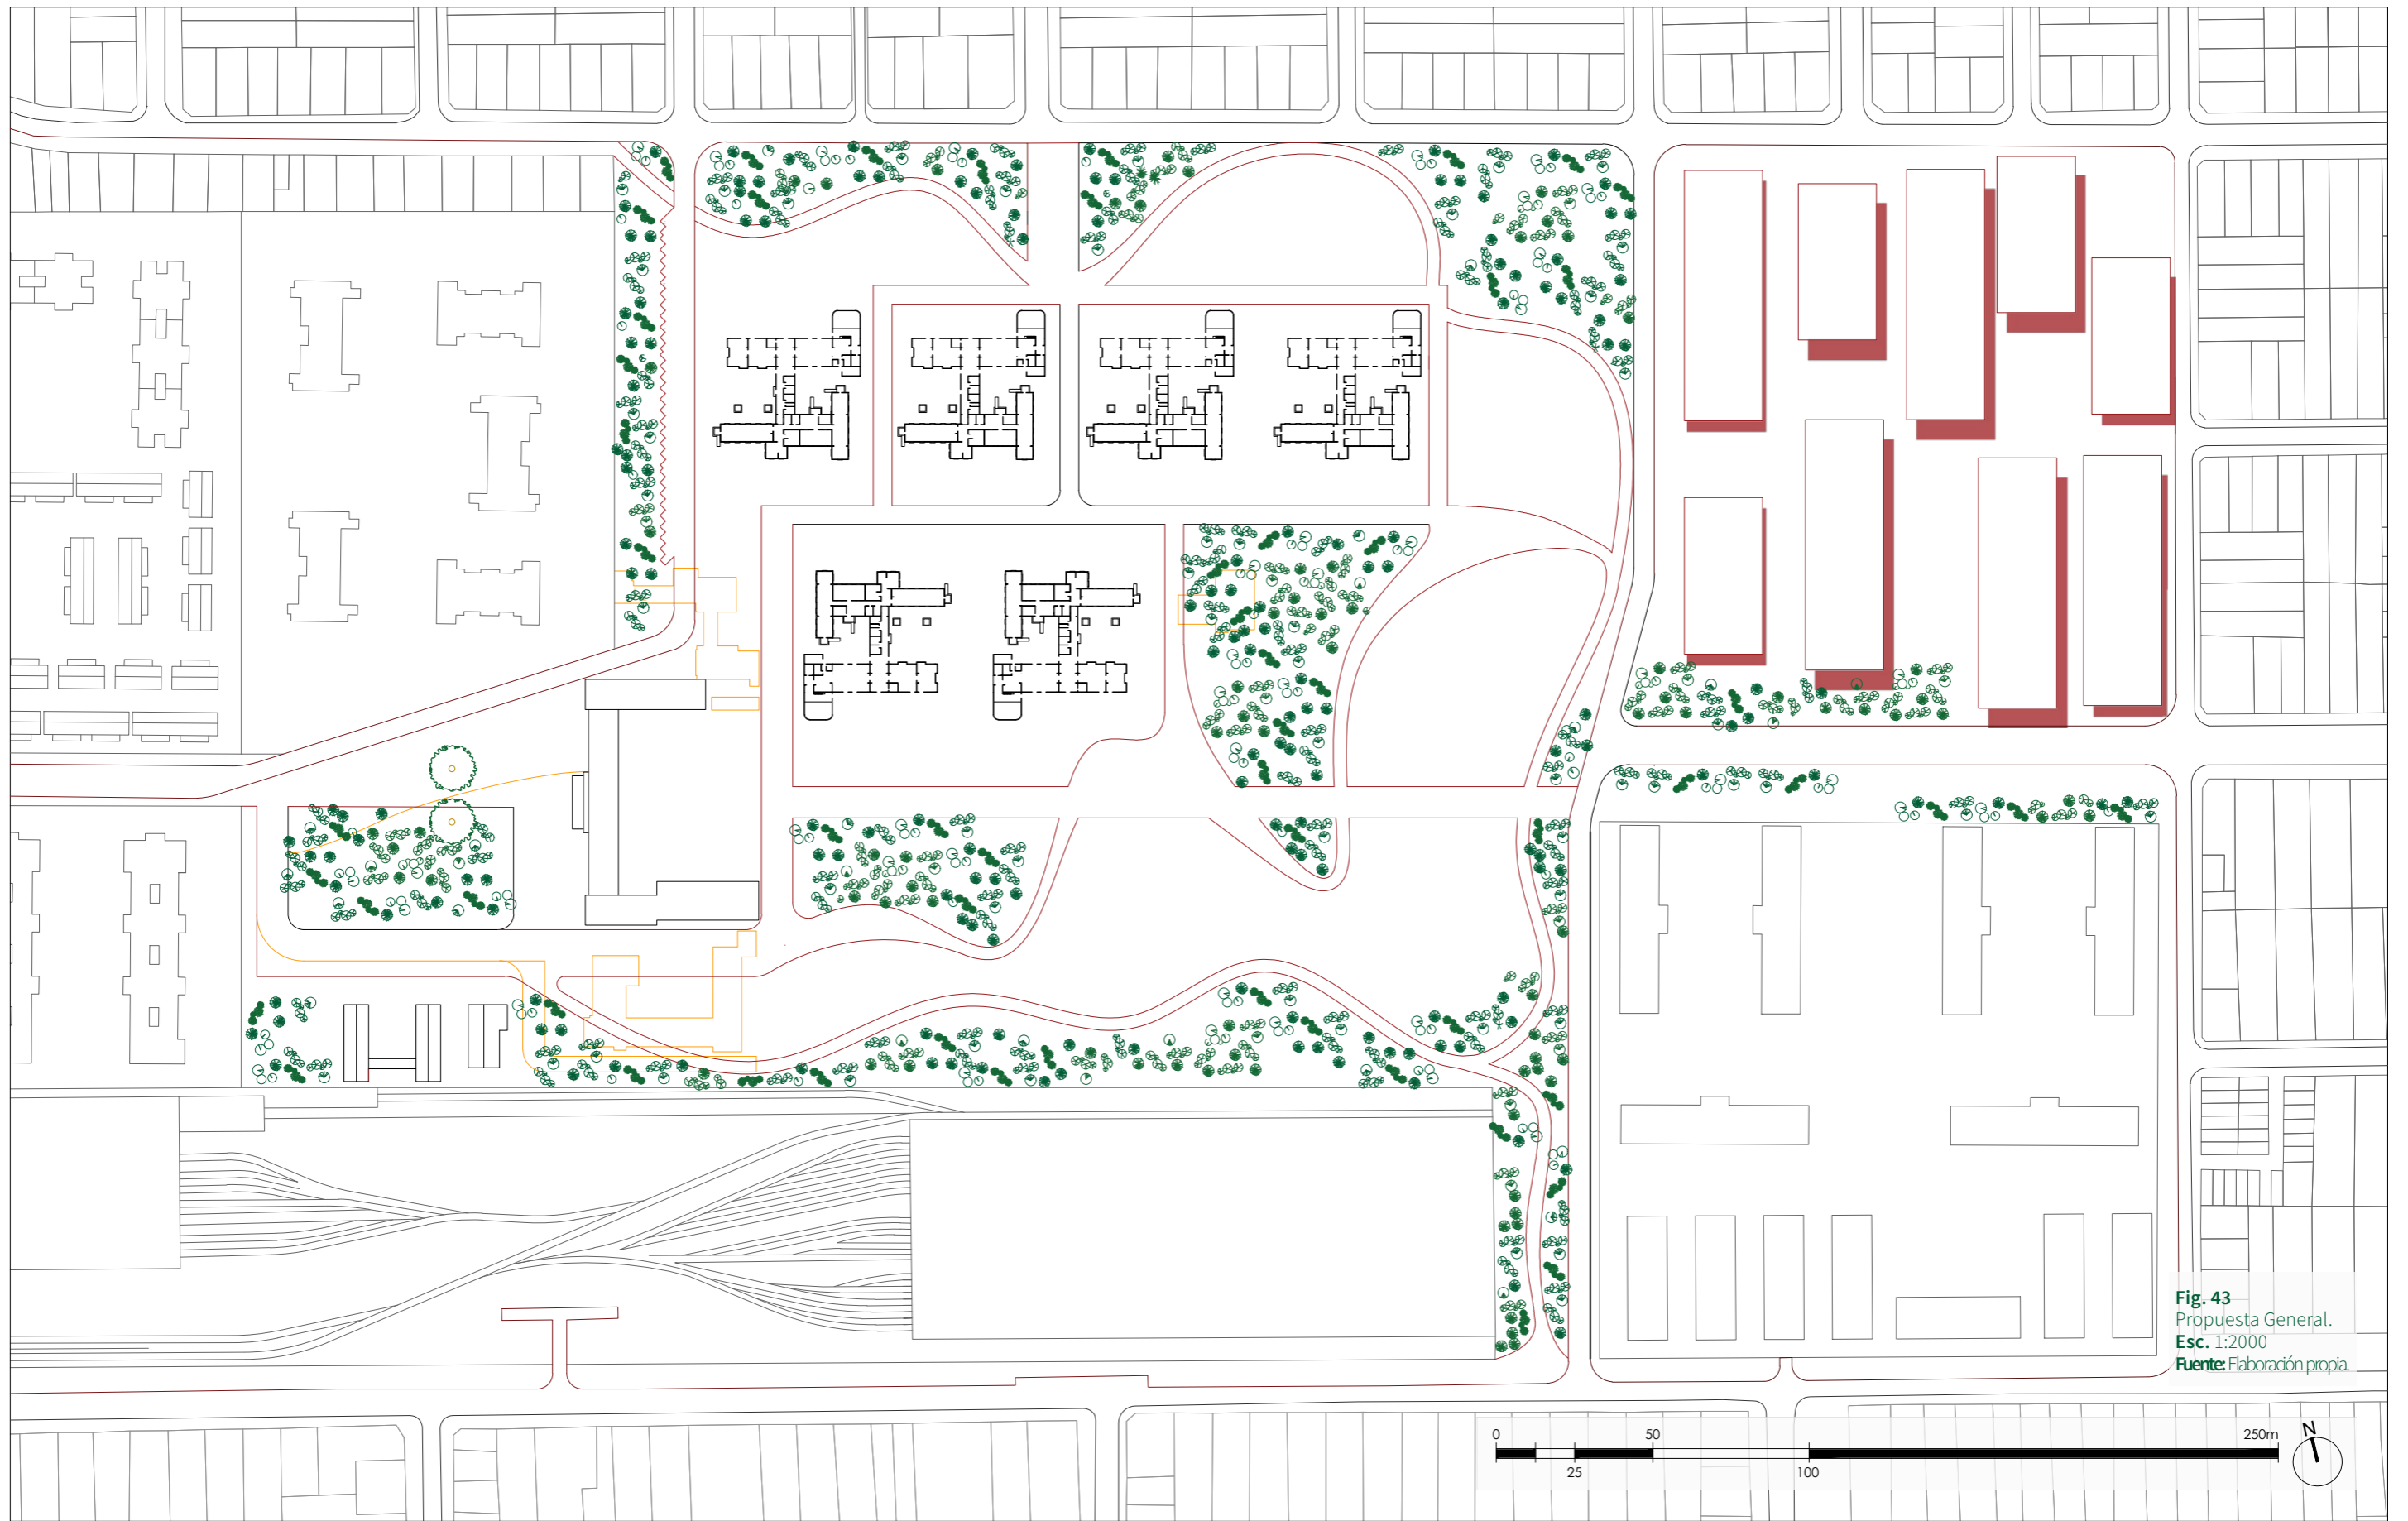 Fig. 43
Propuesta General.
Esc. 1:2000
Fuente: Elaboración propia.
0 50 250m
25 100
N